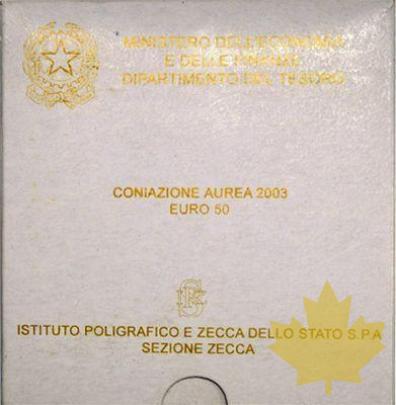 MINISTERO DELL'ECONOMIA
E DELLE FINANZE
DIPARTIMENTO DEL TESORO
CONIAZIONE AUREA 2003
EURO 50
ISTITUTO POLIGRAFICO E ZECCA DELLO STATO S.P.A
SEZIONE ZECCA